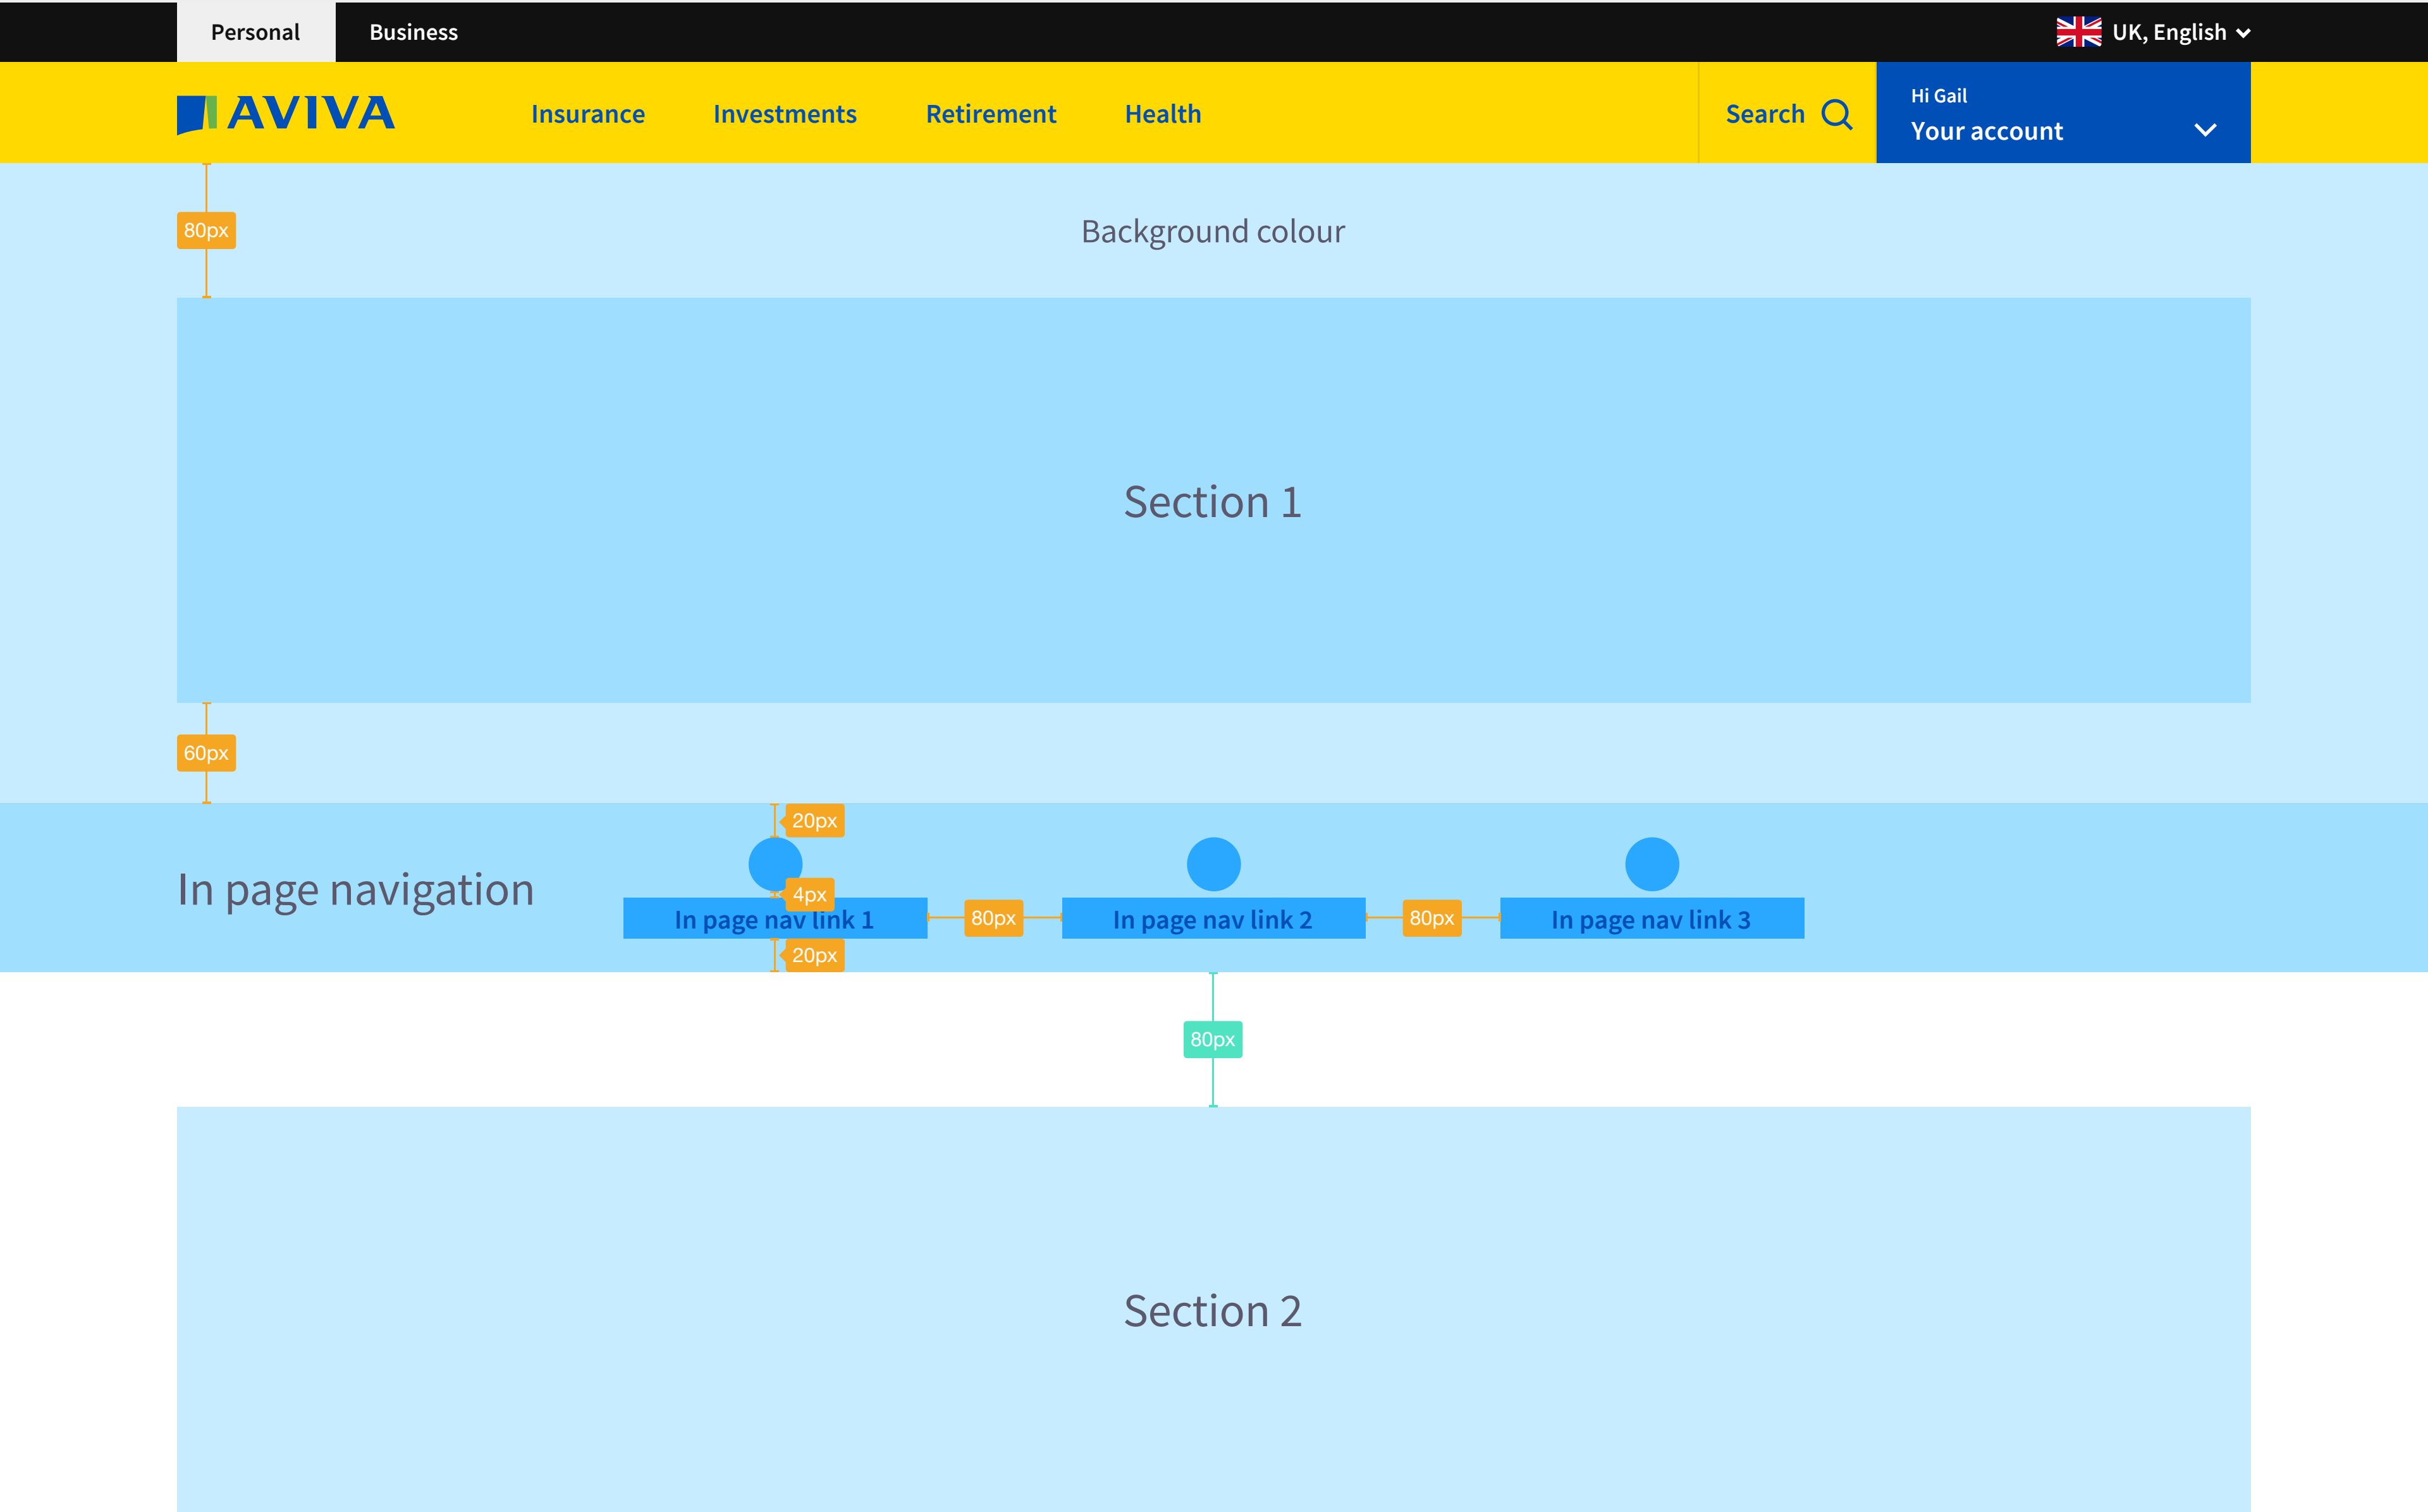 Personal Business UK, English
AVIVA Insurance Investments Retirement Health Search Hi Gail
Your account
80px Background colour
Section 1
60px
20px
In page navigation
4px
In page nav link 1 80px In page nav link 2 80px In page nav link 3
20px
80px
Section 2